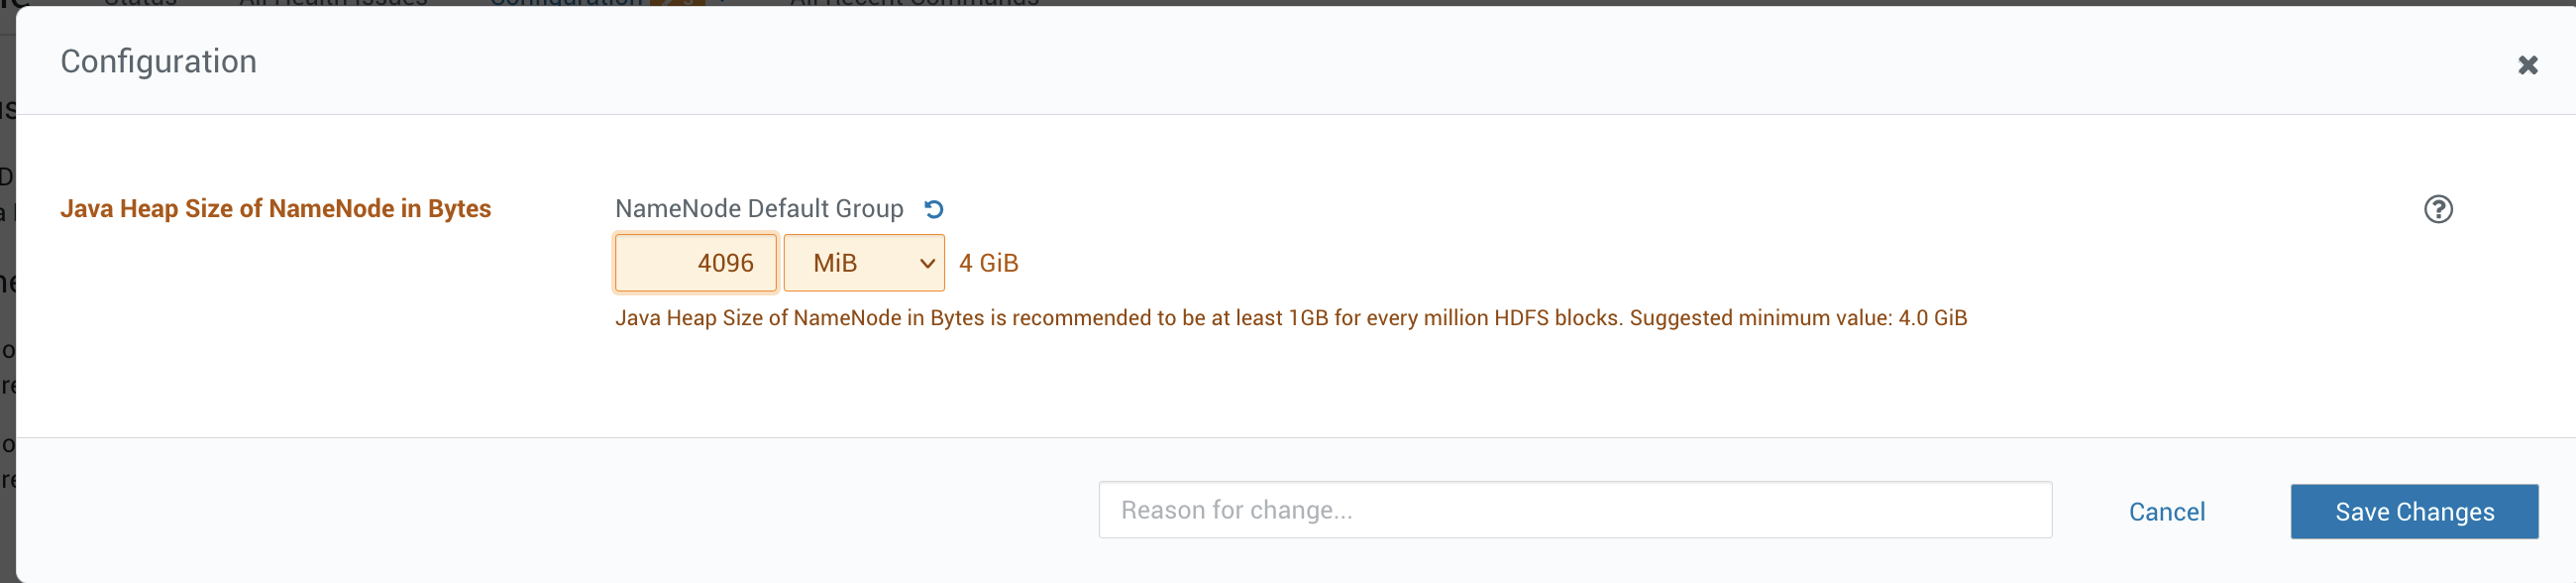 Configuration
Java Heap Size of NameNode in Bytes
NameNode Default Group
4096 MiB 4 GiB
Java Heap Size of NameNode in Bytes is recommended to be at least 1GB for every million HDFS blocks. Suggested minimum value: 4.0 GiB
Reason for change...
Cancel
Save Changes